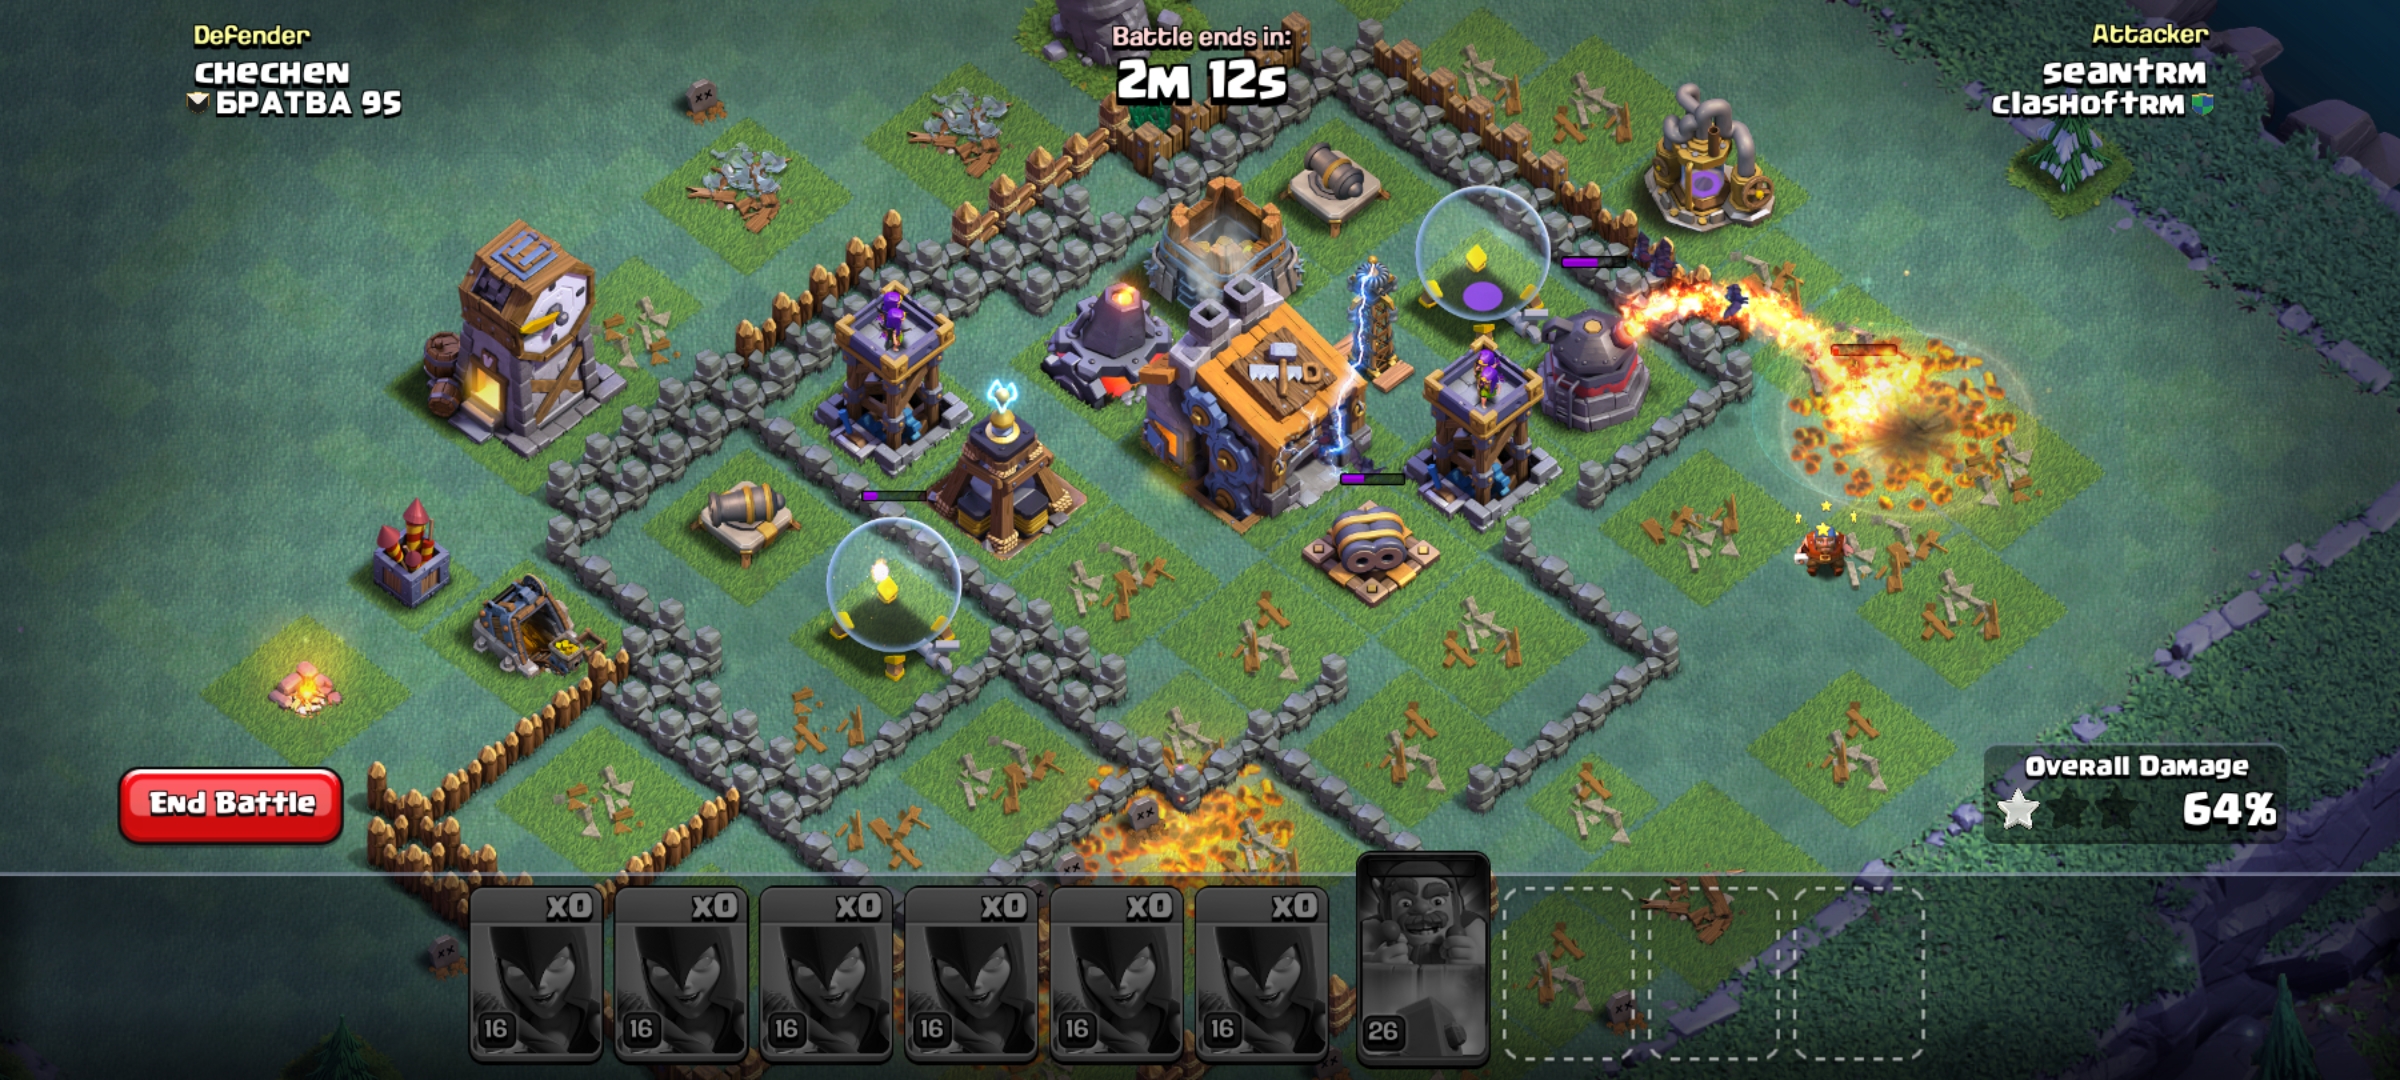 Defender
CHECHEN
БРАТВА 95
Battle ends in:
2M 12S
Attacker
seantRM
clashoftRM
End Battle
Overall Damage
64%
x0 x0 x0 x0 x0 x0
16 16 16 16 16 16 26